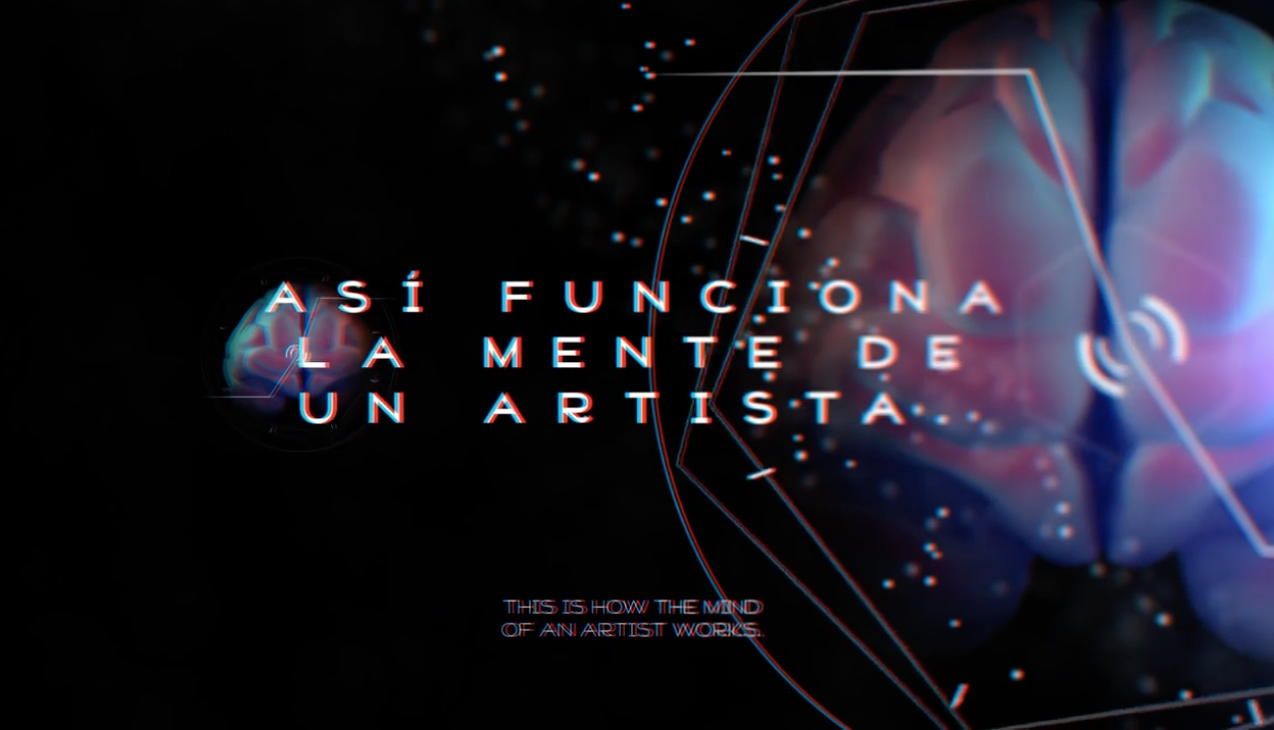 ASÍ FUNCIONA
LA MENTE DE
UN ARTISTA.
THIS IS HOW THE MIND
OF AN ARTIST WORKS.